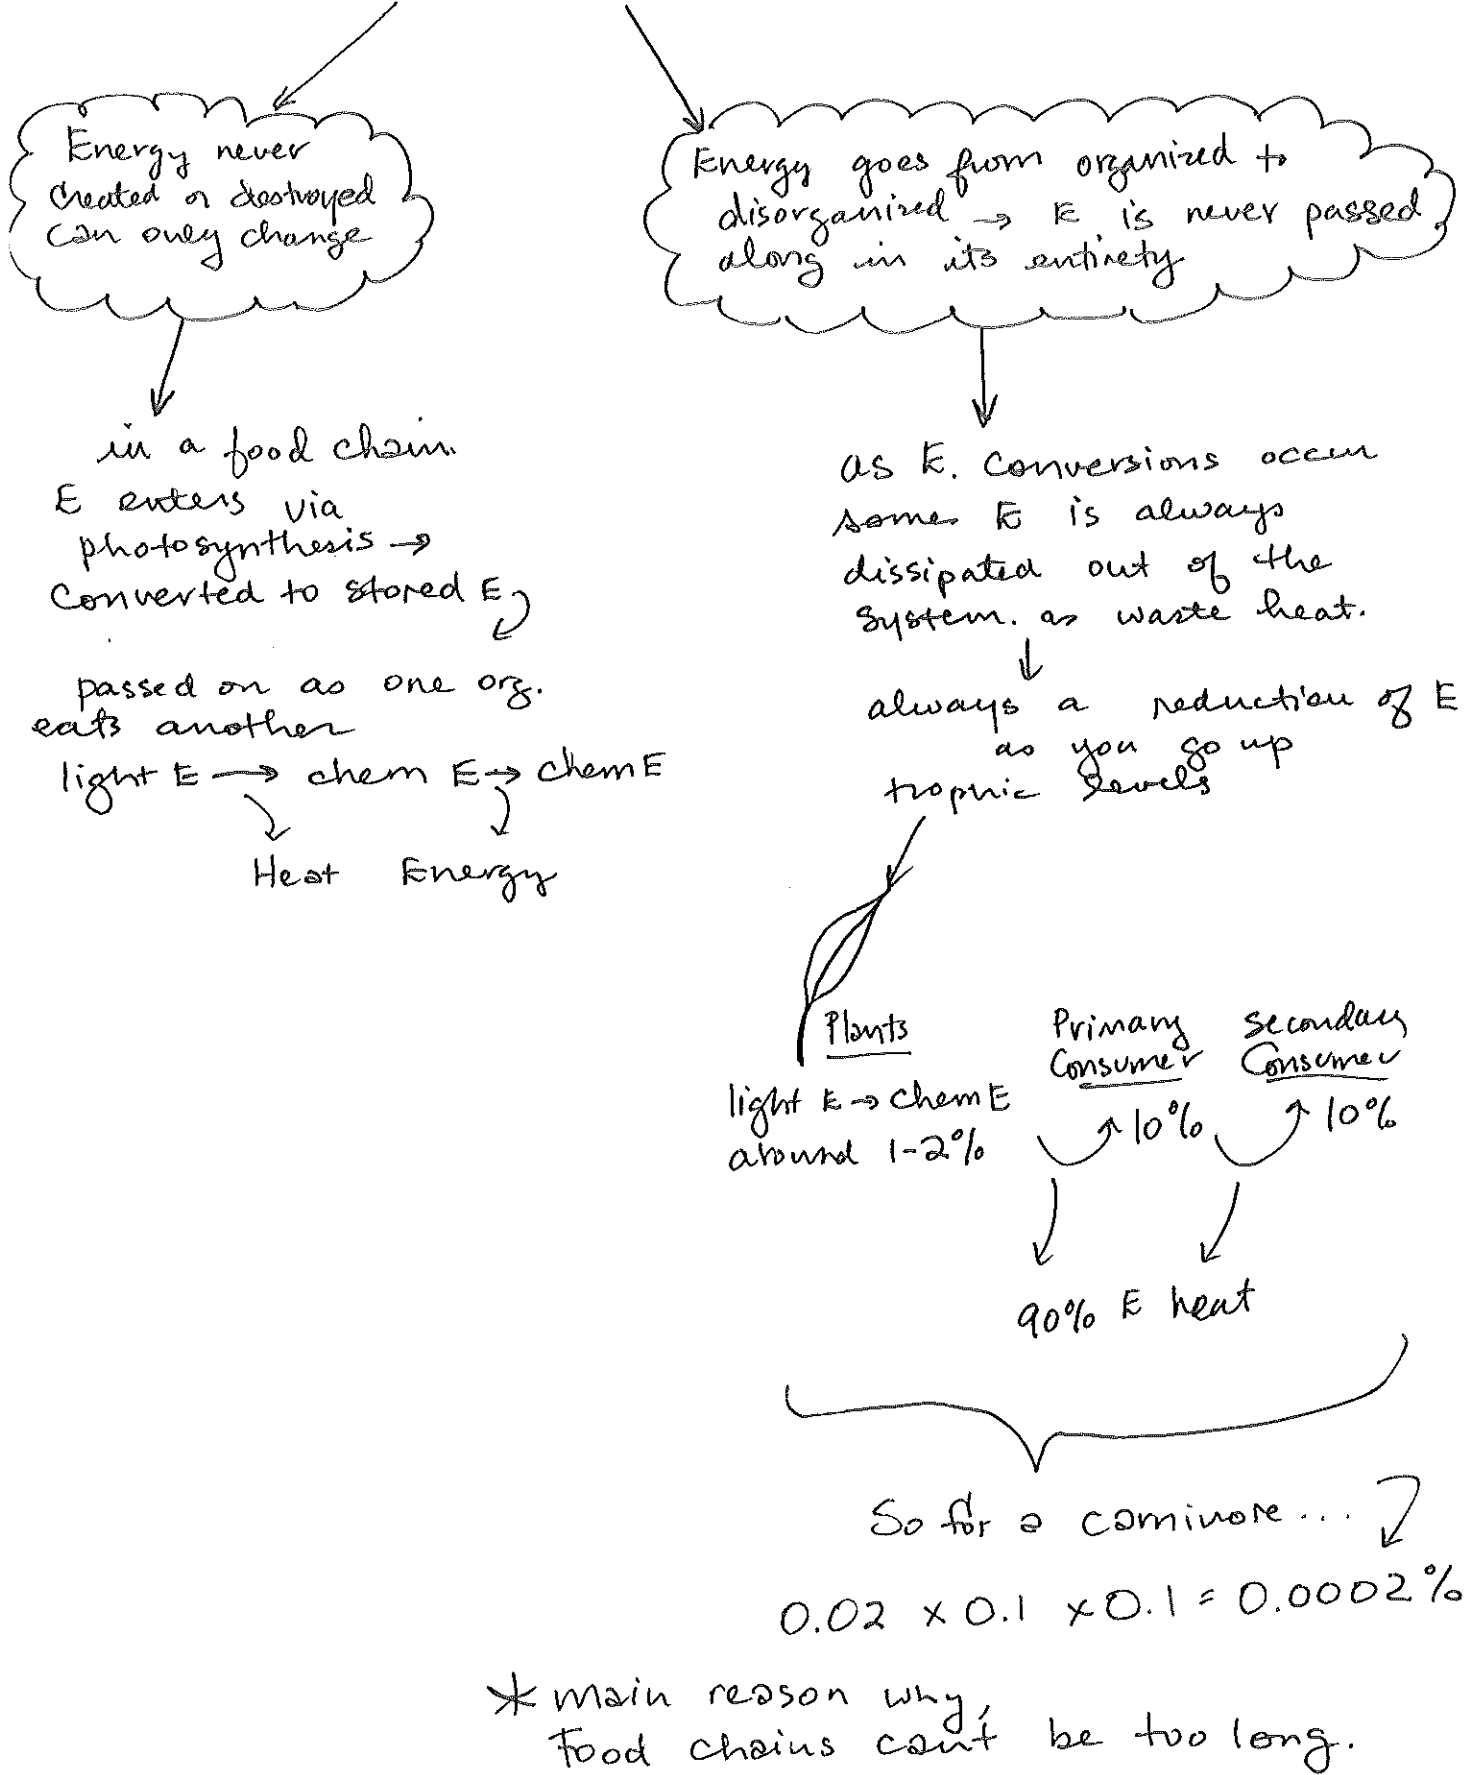 Energy never
created or destroyed
can only change
in a food chain.
E enters via
photosynthesis →
converted to stored E
passed on as one org.
eats another
light E → chem E → chem E
Heat Energy
Energy goes from organized to
disorganized → E is never passed
along in its entirety
as E. conversions occur
some E is always
dissipated out of the
system. as waste heat.
always a reduction of E
as you go up
trophic levels
Plants
light E → chem E
around 1-2%
Primary
Consumer
10%
Secondary
Consumer
10%
90% E heat
So for a carnivore...
0.02 × 0.1 × 0.1 = 0.0002%
* main reason why,
Food chains can't be too long.